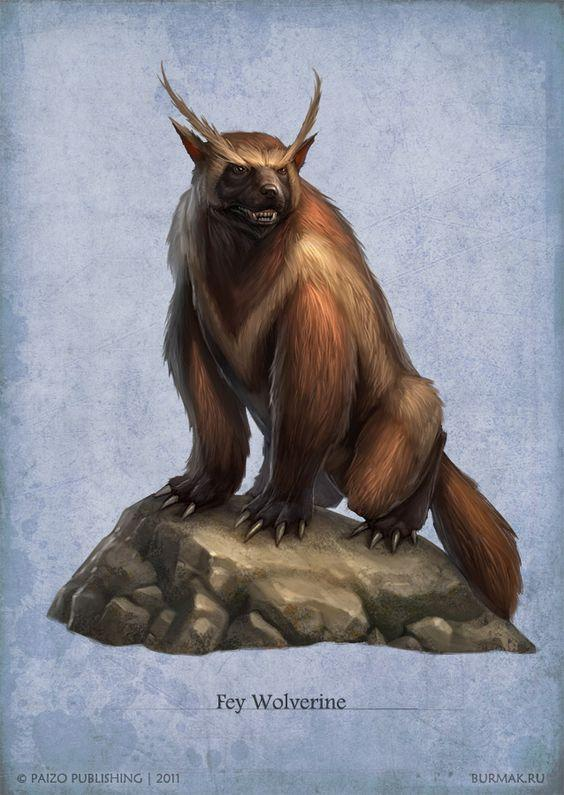 Fey Wolverine
© PAIZO PUBLISHING | 2011
BURMAK.RU